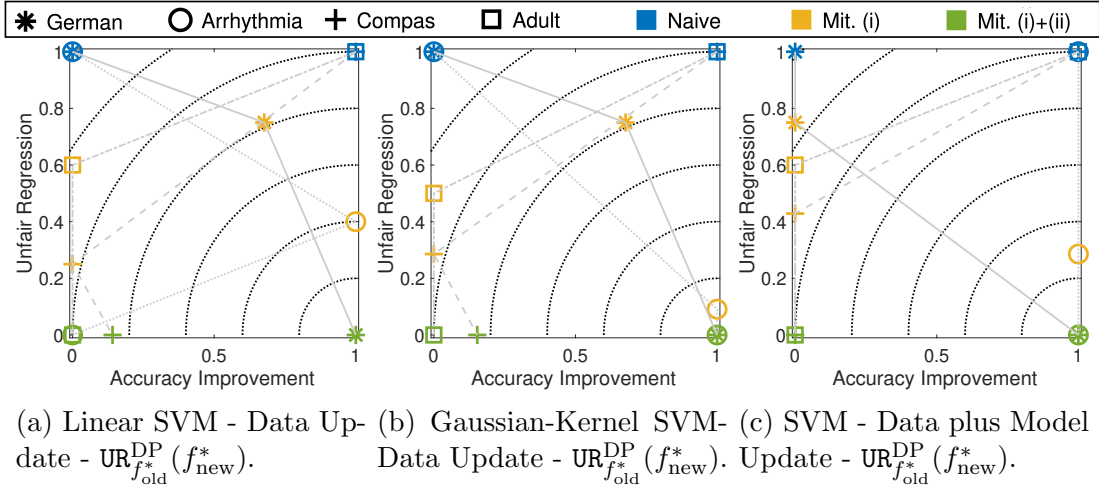 German Arrhythmia Compas Adult Naive Mit. (i) Mit. (i)+(ii)
1
0.8
0.6
0.4
0.2
0
Unfair Regression
0 0.5 1
Accuracy Improvement
1
0.8
0.6
0.4
0.2
0
Unfair Regression
0 0.5 1
Accuracy Improvement
1
0.8
0.6
0.4
0.2
0
Unfair Regression
0 0.5 1
Accuracy Improvement
(a) Linear SVM - Data Up-
date - UR^{DP}_{f^*_{old}}(f^*_{new}).
(b) Gaussian-Kernel SVM-
Data Update - UR^{DP}_{f^*_{old}}(f^*_{new}).
(c) SVM - Data plus Model
Update - UR^{DP}_{f^*_{old}}(f^*_{new}).